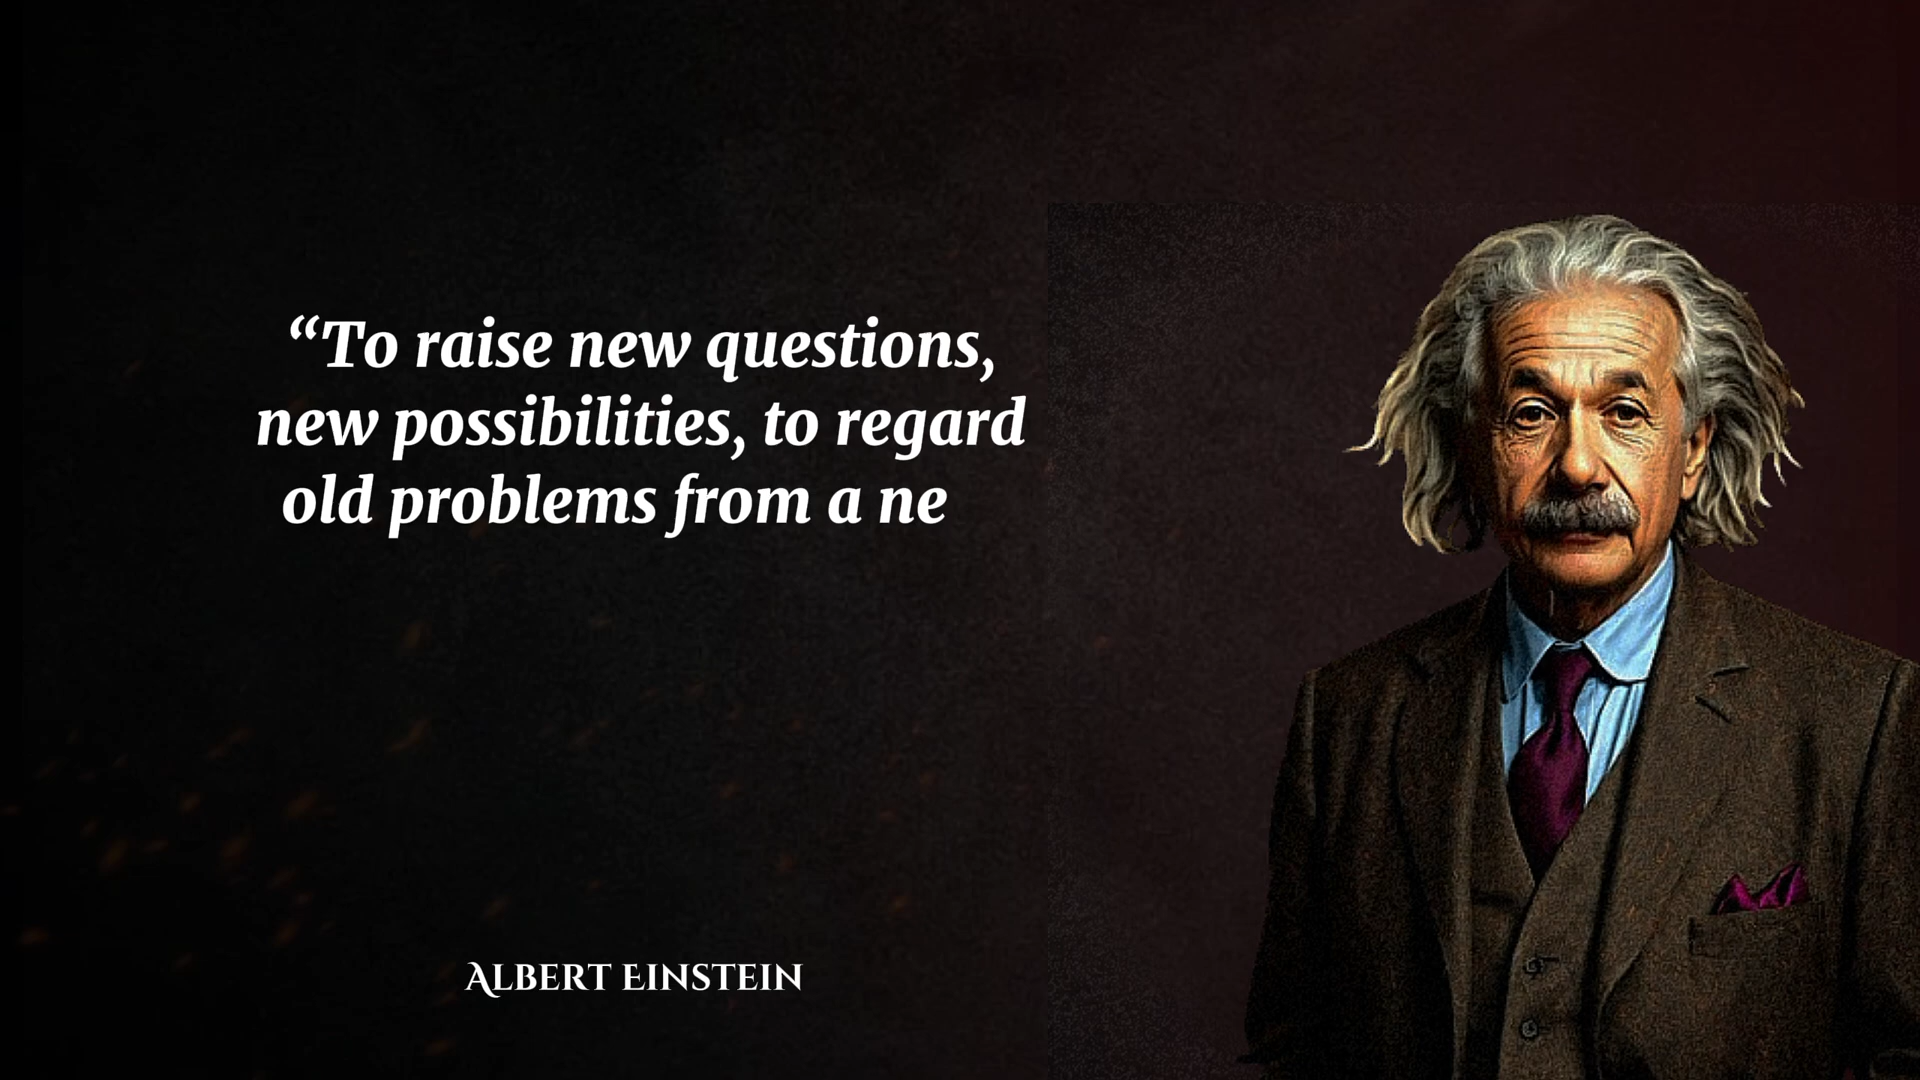 “To raise new questions,
new possibilities, to regard
old problems from a ne
Albert Einstein